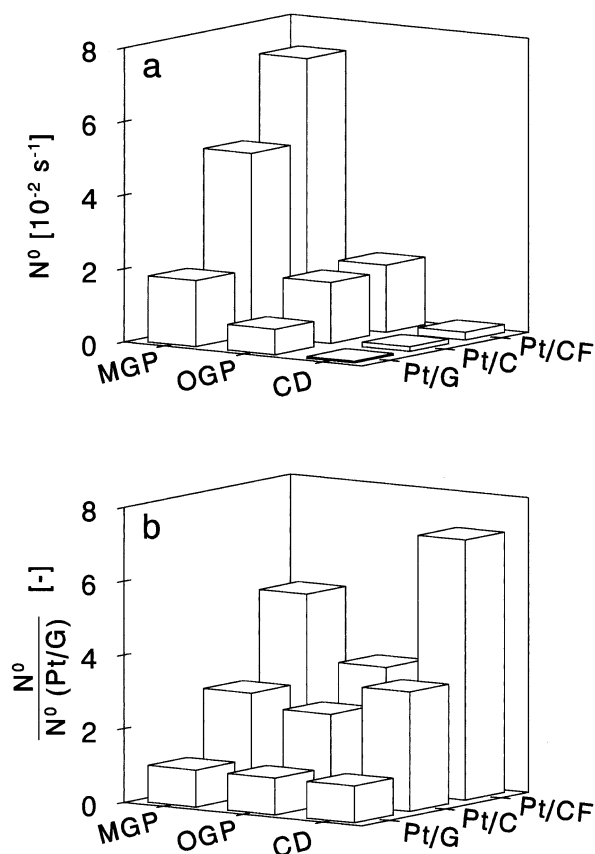 8
a
6
4
2
0
N⁰ [10⁻² s⁻¹]
MGP
OGP
CD
Pt/G
Pt/C
Pt/CF
8
b
6
4
2
0
N⁰
N⁰ (Pt/G)
[-]
MGP
OGP
CD
Pt/G
Pt/C
Pt/CF